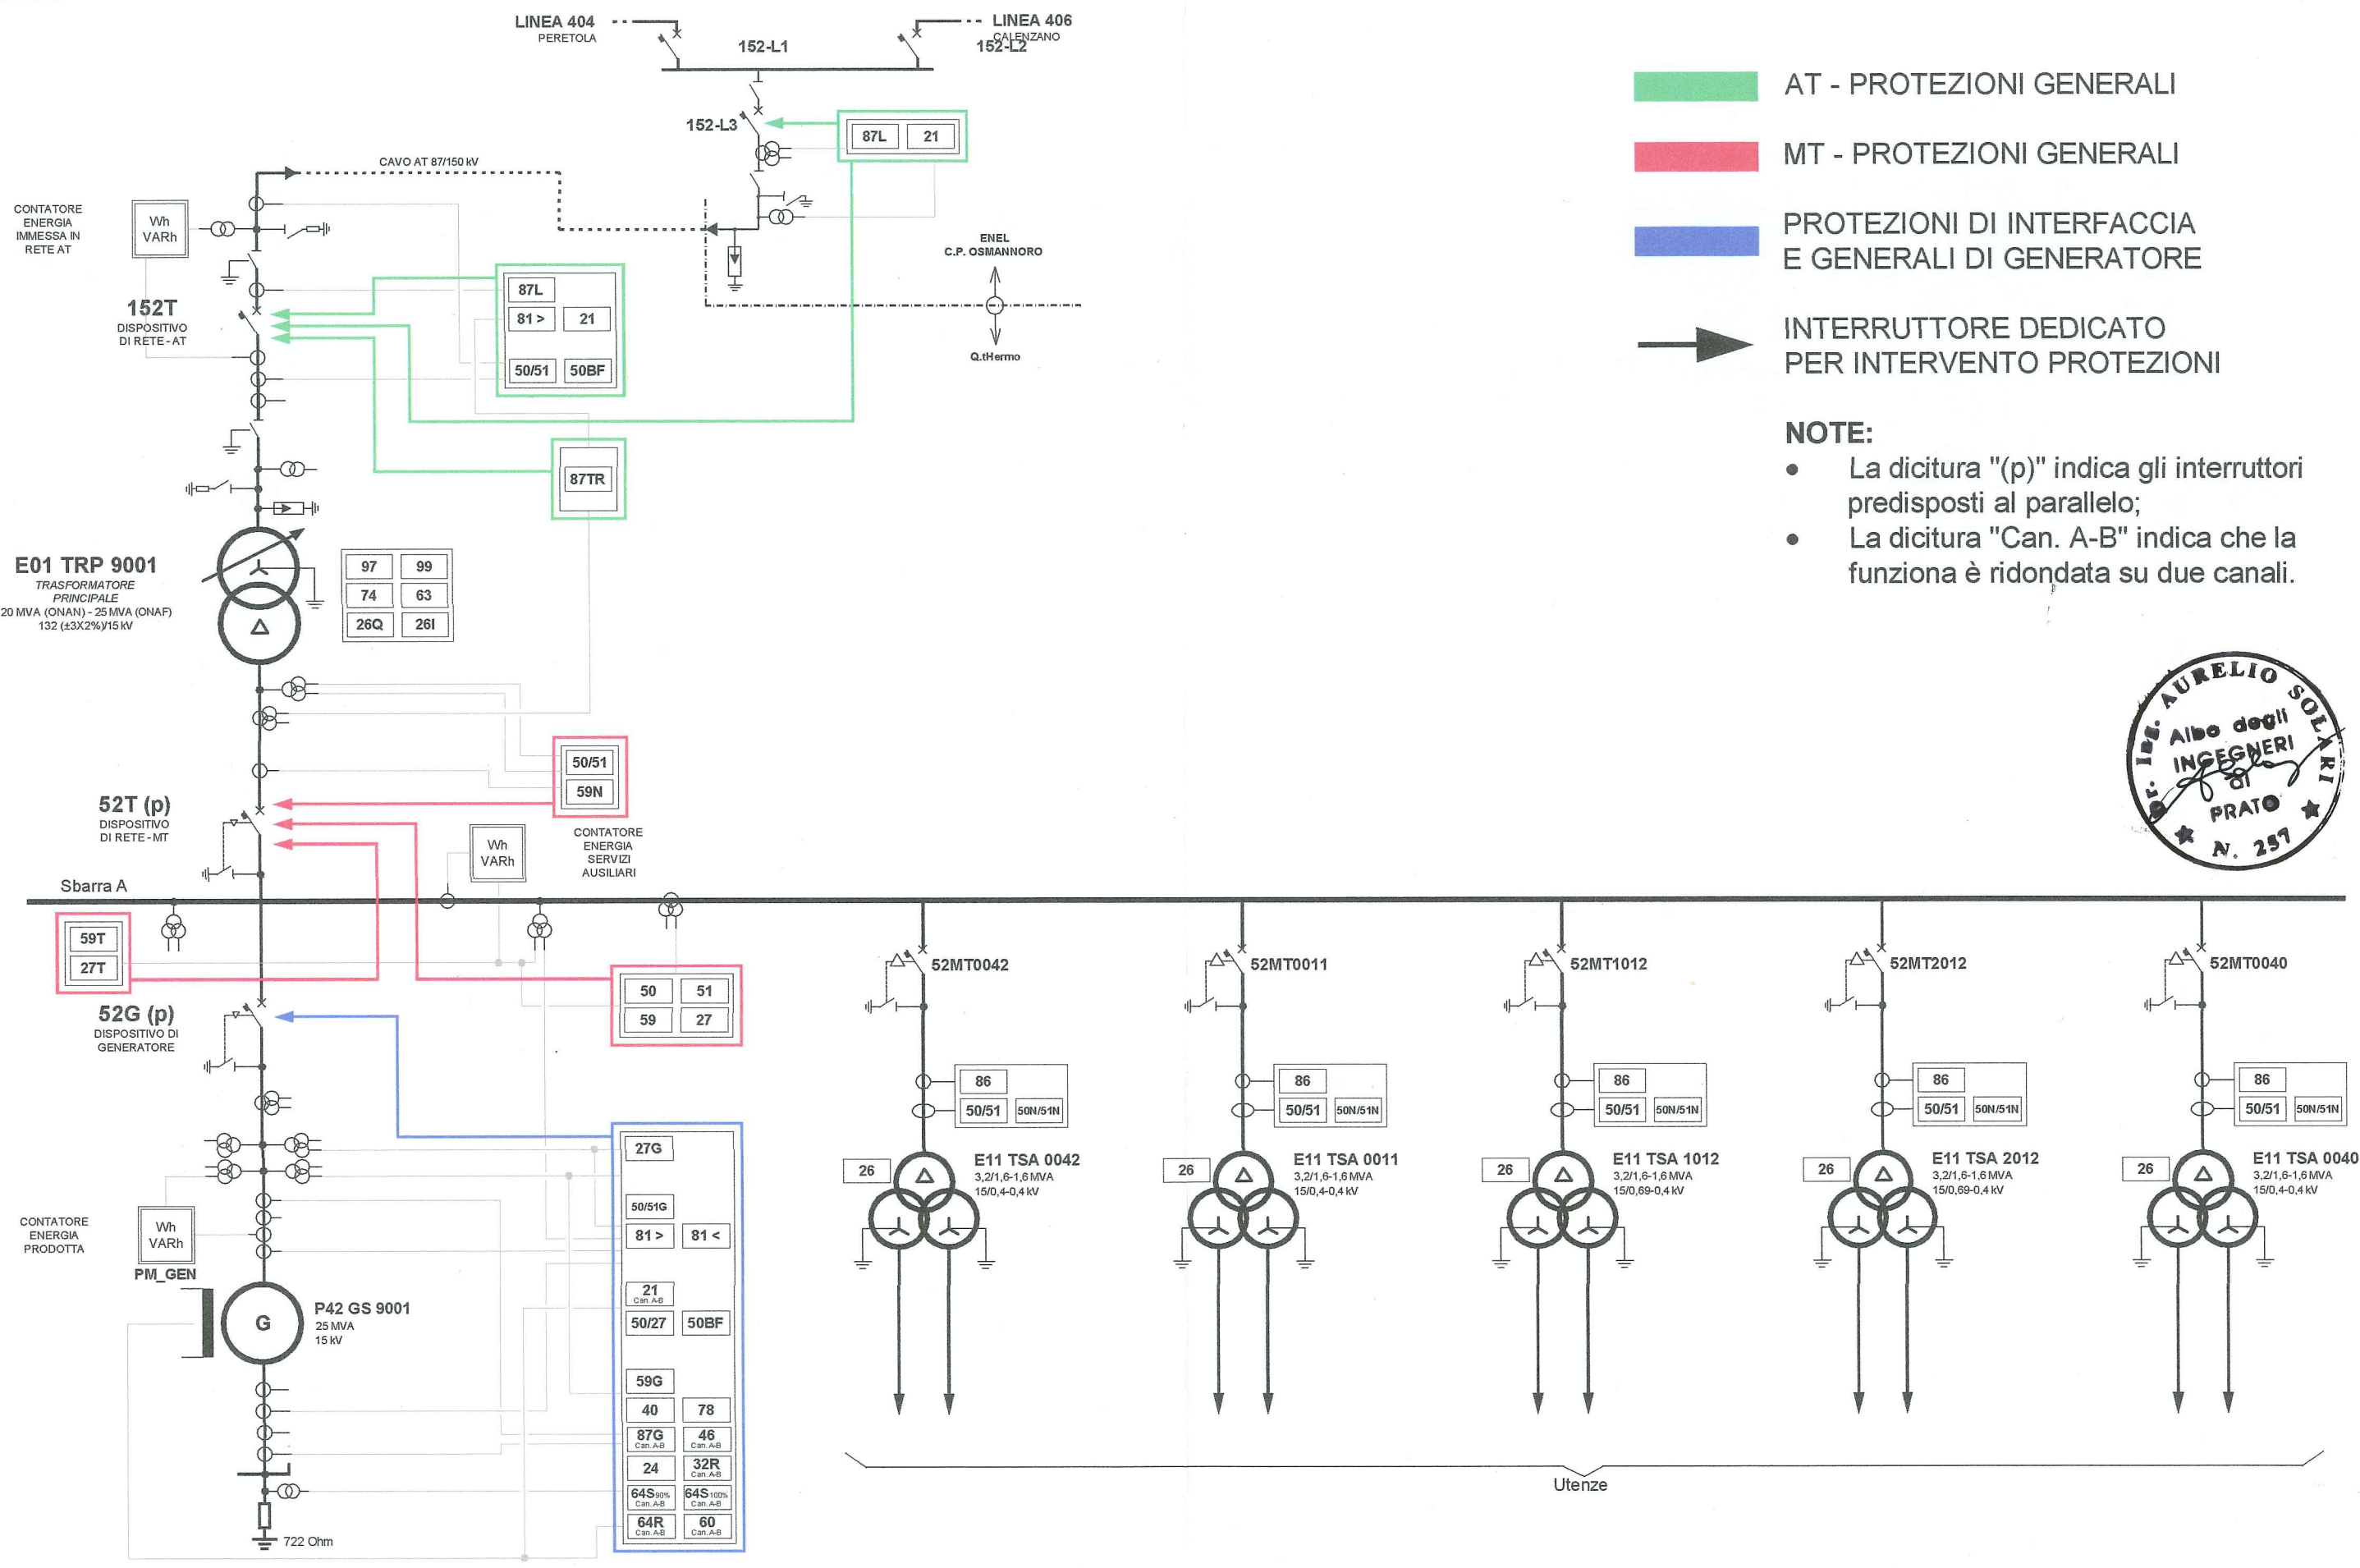 LINEA 404
PERETOLA
152-L1
LINEA 406
CALENZANO
152-L2
152-L3
87L
21
CAVO AT 87/150 kV
CONTATORE
ENERGIA
IMMESSA IN
RETE AT
Wh
VARh
152T
DISPOSITIVO
DI RETE - AT
87L
81 >
21
50/51
50BF
ENEL
C.P. OSMANNORO
Q.tHermo
87TR
E01 TRP 9001
TRASFORMATORE
PRINCIPALE
20 MVA (ONAN) - 25 MVA (ONAF)
132 (±3X2%)/15 kV
97
99
74
63
26Q
26I
50/51
59N
52T (p)
DISPOSITIVO
DI RETE - MT
Wh
VARh
CONTATORE
ENERGIA
SERVIZI
AUSILIARI
Sbarra A
59T
27T
50
51
59
27
52G (p)
DISPOSITIVO DI
GENERATORE
27G
50/51G
81 >
81 <
21
Can. A-B
50/27
50BF
59G
40
78
87G
Can. A-B
46
Can. A-B
24
32R
Can. A-B
64S90%
Can. A-B
64S100%
Can. A-B
64R
Can. A-B
60
Can. A-B
CONTATORE
ENERGIA
PRODOTTA
Wh
VARh
PM_GEN
G
P42 GS 9001
25 MVA
15 kV
722 Ohm
52MT0042
86
50/51
50N/51N
26
E11 TSA 0042
3,2/1,6-1,6 MVA
15/0,4-0,4 kV
52MT0011
86
50/51
50N/51N
26
E11 TSA 0011
3,2/1,6-1,6 MVA
15/0,4-0,4 kV
52MT1012
86
50/51
50N/51N
26
E11 TSA 1012
3,2/1,6-1,6 MVA
15/0,69-0,4 kV
52MT2012
86
50/51
50N/51N
26
E11 TSA 2012
3,2/1,6-1,6 MVA
15/0,69-0,4 kV
52MT0040
86
50/51
50N/51N
26
E11 TSA 0040
3,2/1,6-1,6 MVA
15/0,4-0,4 kV
Utenze
AT - PROTEZIONI GENERALI
MT - PROTEZIONI GENERALI
PROTEZIONI DI INTERFACCIA
E GENERALI DI GENERATORE
INTERRUTTORE DEDICATO
PER INTERVENTO PROTEZIONI
NOTE:
• La dicitura "(p)" indica gli interruttori
predisposti al parallelo;
• La dicitura "Can. A-B" indica che la
funziona è ridondata su due canali.
Dr. Ing. AURELIO SOLARI
Albo degli
INGEGNERI
di
PRATO
N. 257